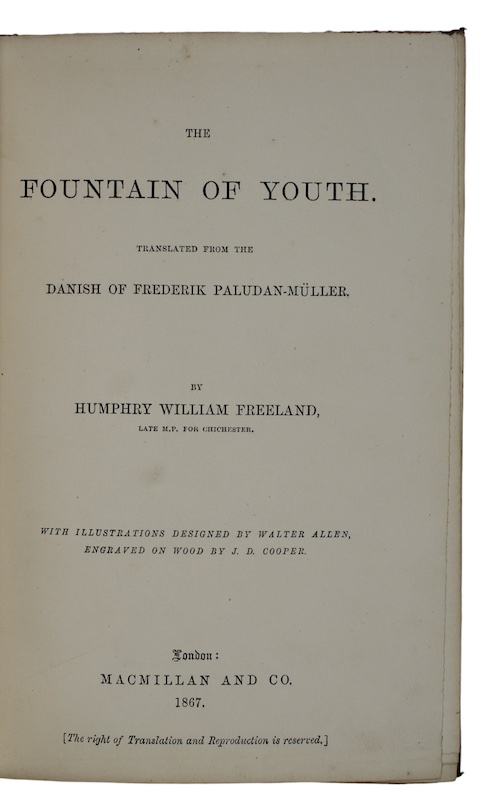 THE
FOUNTAIN OF YOUTH.
TRANSLATED FROM THE
DANISH OF FREDERIK PALUDAN-MÜLLER.
BY
HUMPHRY WILLIAM FREELAND,
LATE M.P. FOR CHICHESTER.
WITH ILLUSTRATIONS DESIGNED BY WALTER ALLEN,
ENGRAVED ON WOOD BY J. D. COOPER.
London:
MACMILLAN AND CO.
1867.
[The right of Translation and Reproduction is reserved.]